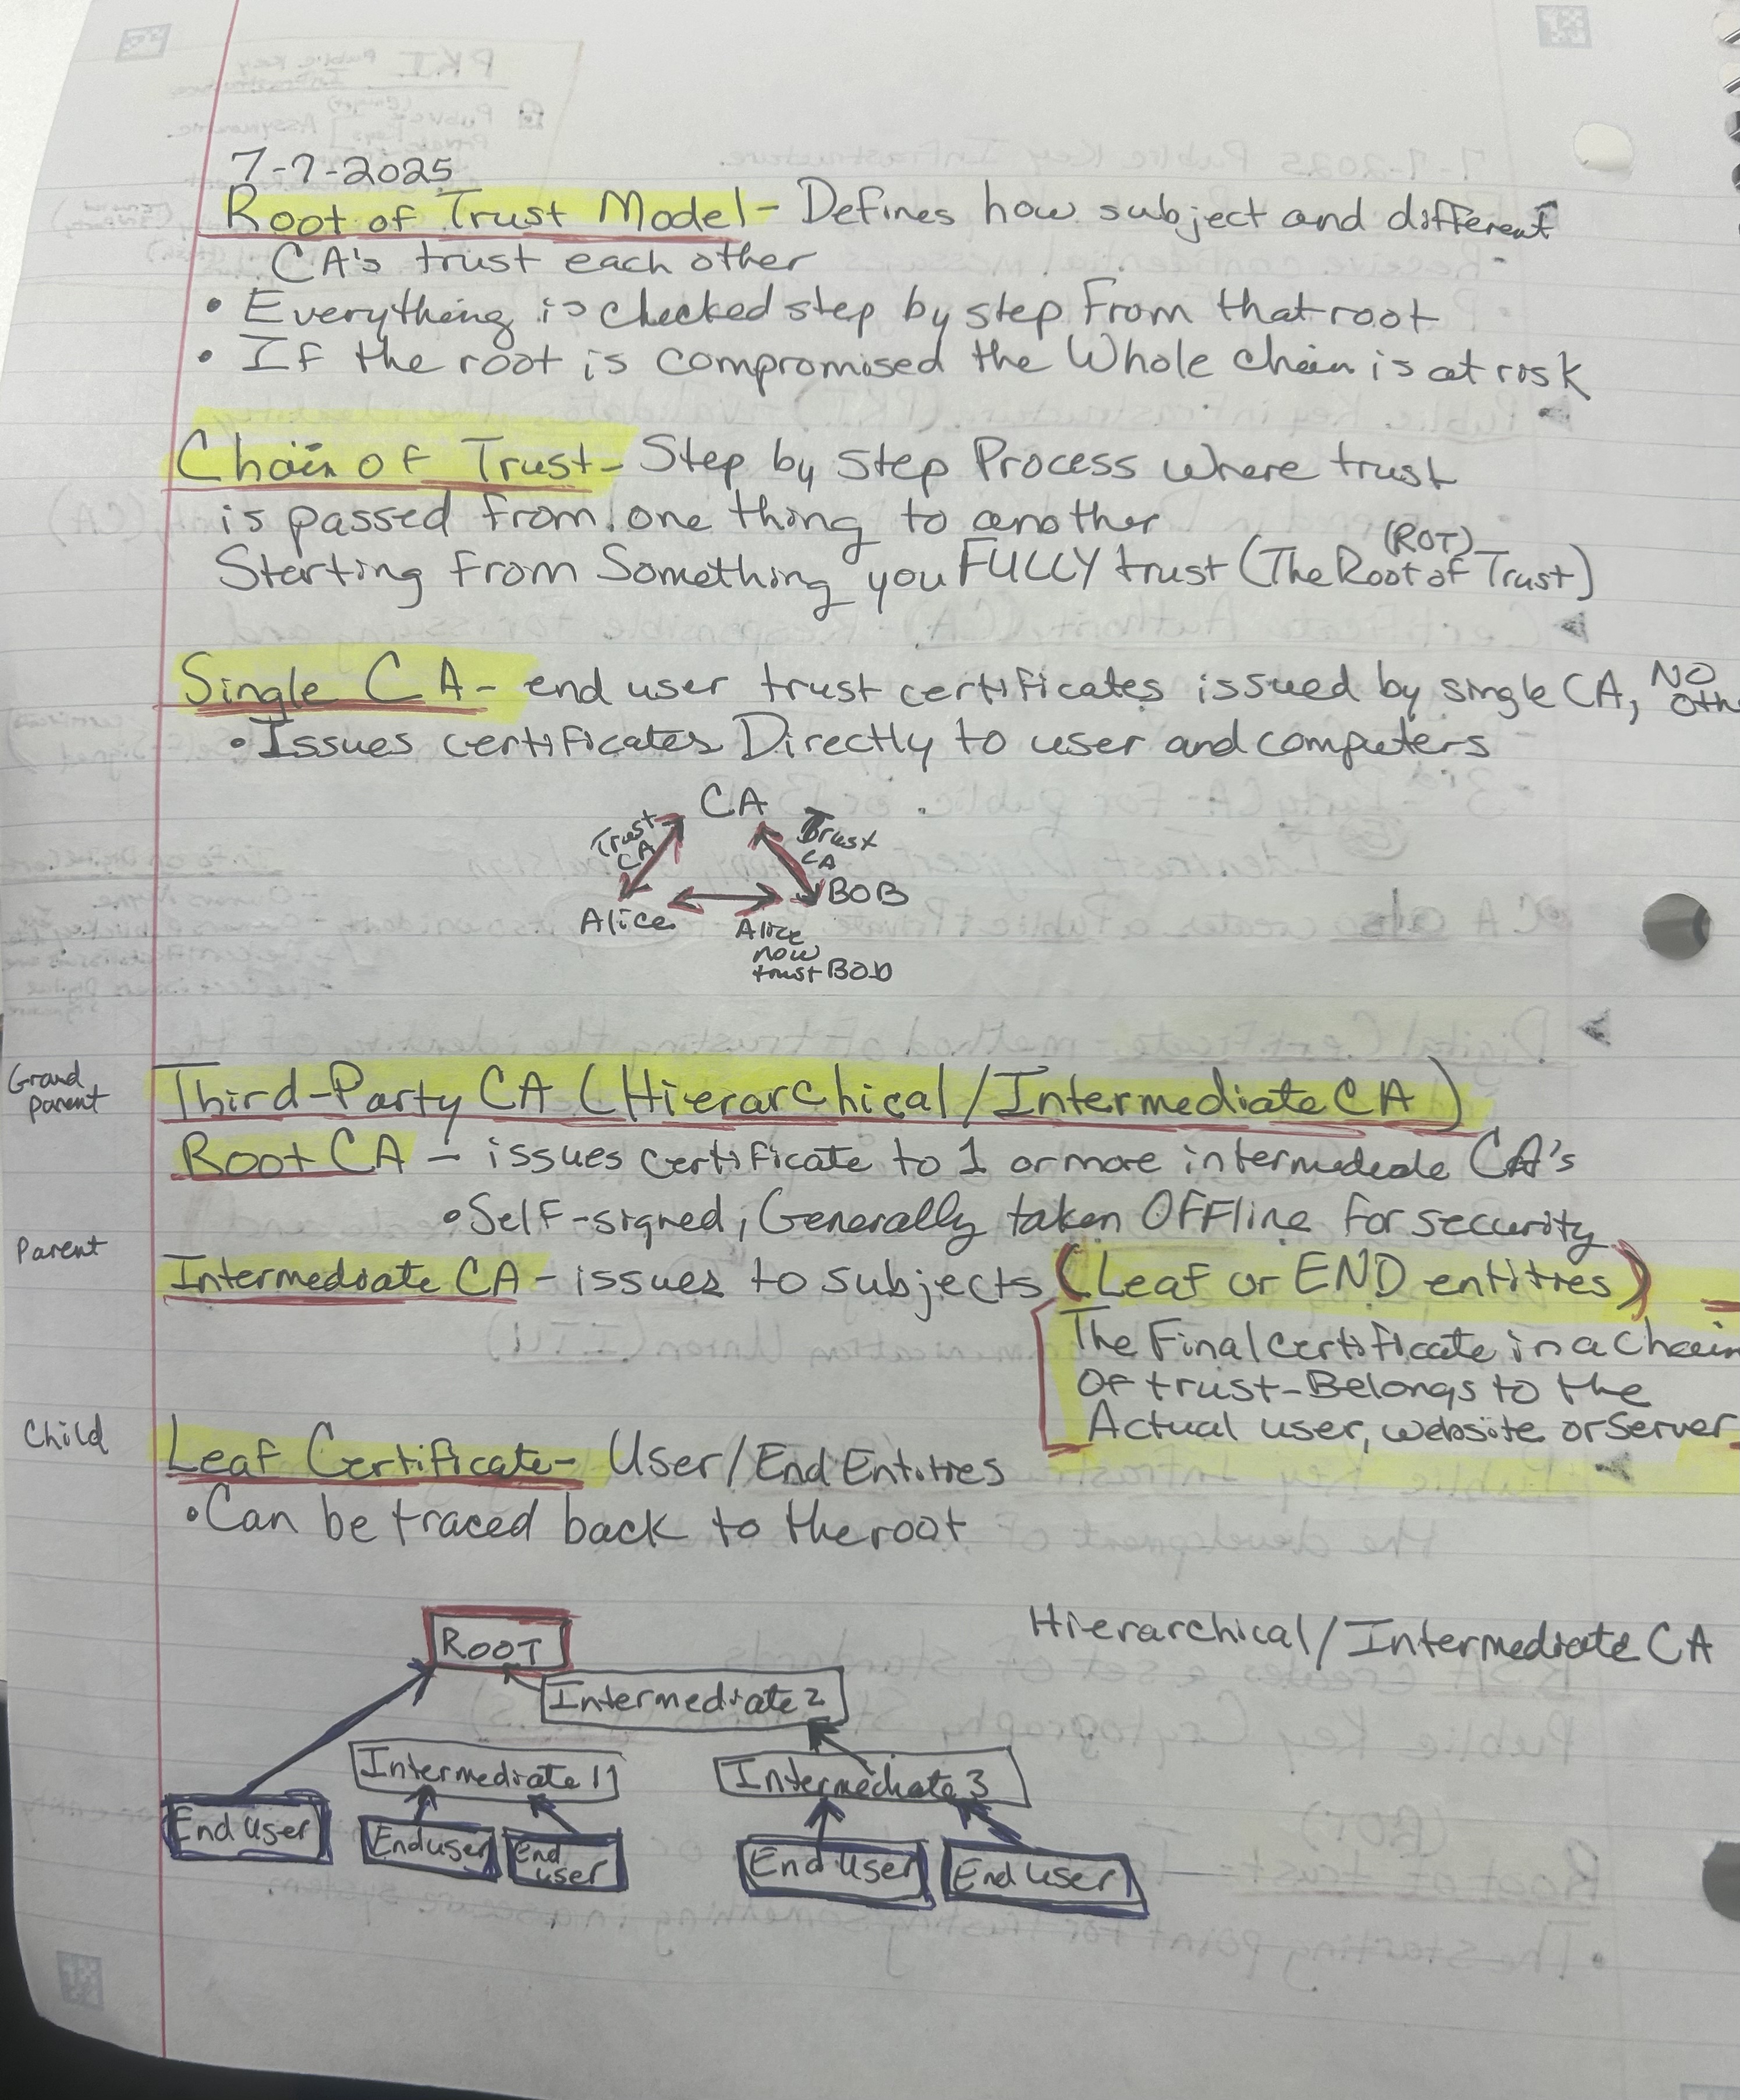 7-7-2025
Root of Trust Model - Defines how subject and different
CA's trust each other
• Everything is checked step by step From that root
• If the root is compromised the Whole chain is at risk
Chain of Trust - Step by Step Process where trust
is passed from one thing to another
(ROT)
Starting from Something you FULLY trust (The Root of Trust)
Single CA - end user trust certificates issued by single CA, NO
Oth
• Issues certificates Directly to user and computers
CA
Trust
CA
Trust
CA
Alice
BOB
Alice
now
trust BOB
Grand
parent
Third-Party CA (Hierarchical/Intermediate CA)
Root CA - issues certificate to 1 or more intermedeate CA's
• Self-signed, Generally taken OFFline for security
Parent
Intermediate CA - issues to subjects (Leaf or END entities)
The Final certificate in a Chain
Of trust - Belongs to the
Actual user, website or server
Child
Leaf Certificate - User/End Entities
• Can be traced back to the root
ROOT
Hierarchical/Intermediate CA
Intermediate 2
Intermediate 1
Intermediate 3
End User
End user
End
user
End User
End User